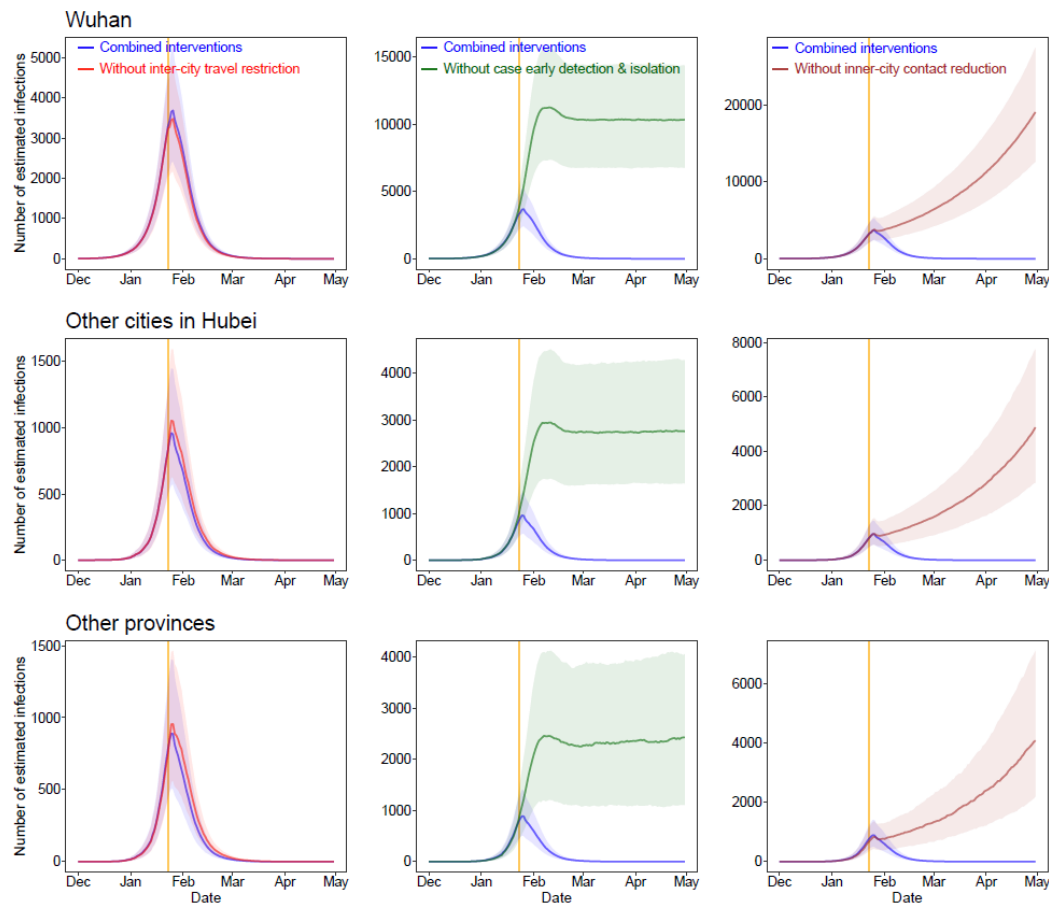 Wuhan
Number of estimated infections
5000
4000
3000
2000
1000
0
Combined interventions
Without inter-city travel restriction
Dec Jan Feb Mar Apr May
15000
10000
5000
0
Combined interventions
Without case early detection & isolation
Dec Jan Feb Mar Apr May
20000
10000
0
Combined interventions
Without inner-city contact reduction
Dec Jan Feb Mar Apr May
Other cities in Hubei
Number of estimated infections
1500
1000
500
0
Dec Jan Feb Mar Apr May
4000
3000
2000
1000
0
Dec Jan Feb Mar Apr May
8000
6000
4000
2000
0
Dec Jan Feb Mar Apr May
Other provinces
Number of estimated infections
1500
1000
500
0
Dec Jan Feb Mar Apr May
Date
4000
3000
2000
1000
0
Dec Jan Feb Mar Apr May
Date
6000
4000
2000
0
Dec Jan Feb Mar Apr May
Date